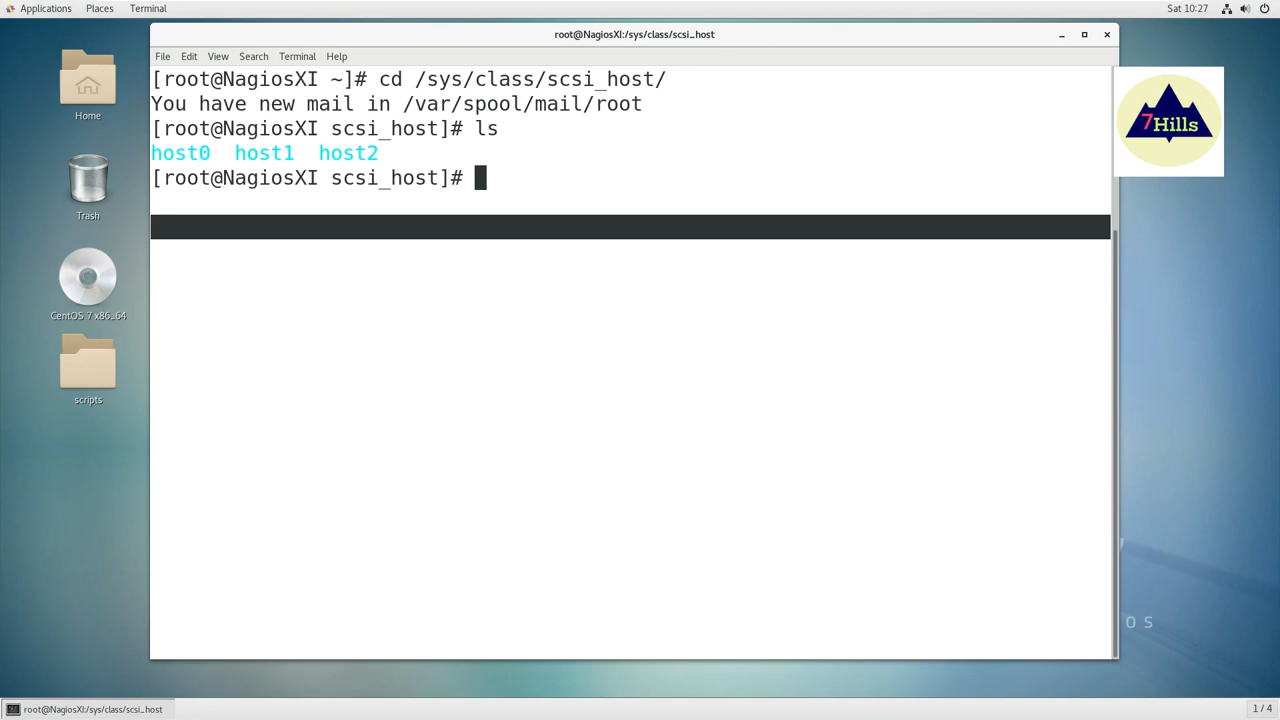 Applications Places Terminal Sat 10:27
root@NagiosXI:/sys/class/scsi_host
File Edit View Search Terminal Help
[root@NagiosXI ~]# cd /sys/class/scsi_host/
You have new mail in /var/spool/mail/root
[root@NagiosXI scsi_host]# ls
host0 host1 host2
[root@NagiosXI scsi_host]#
7Hills
Home
Trash
CentOS 7 x86_64
scripts
O S
root@NagiosXI:/sys/class/scsi_host 1 / 4